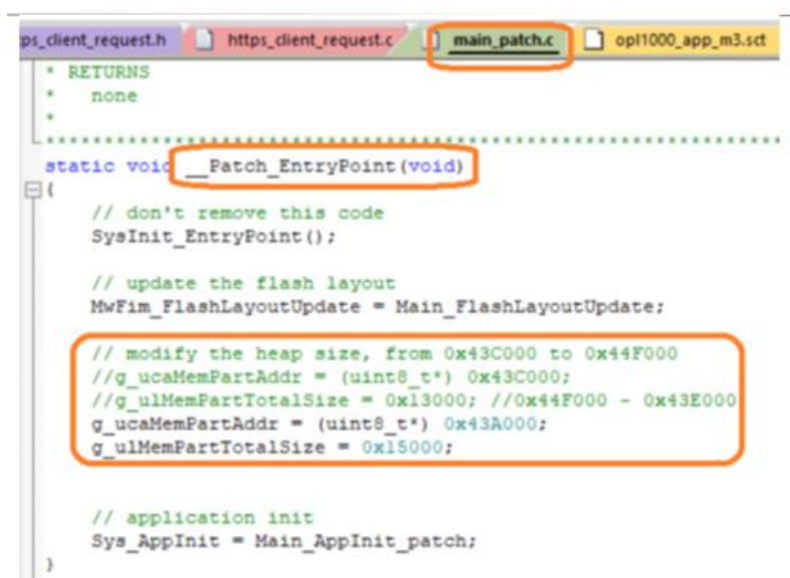 ps_client_request.h https_client_request.c main_patch.c opl1000_app_m3.sct
* RETURNS
*   none
*
************************************************************
static void __Patch_EntryPoint(void)
{
    // don't remove this code
    SysInit_EntryPoint();
    // update the flash layout
    MwFim_FlashLayoutUpdate = Main_FlashLayoutUpdate;
    // modify the heap size, from 0x43C000 to 0x44F000
    //g_ucaMemPartAddr = (uint8_t*) 0x43C000;
    //g_ulMemPartTotalSize = 0x13000; //0x44F000 - 0x43E000
    g_ucaMemPartAddr = (uint8_t*) 0x43A000;
    g_ulMemPartTotalSize = 0x15000;
    // application init
    Sys_AppInit = Main_AppInit_patch;
}